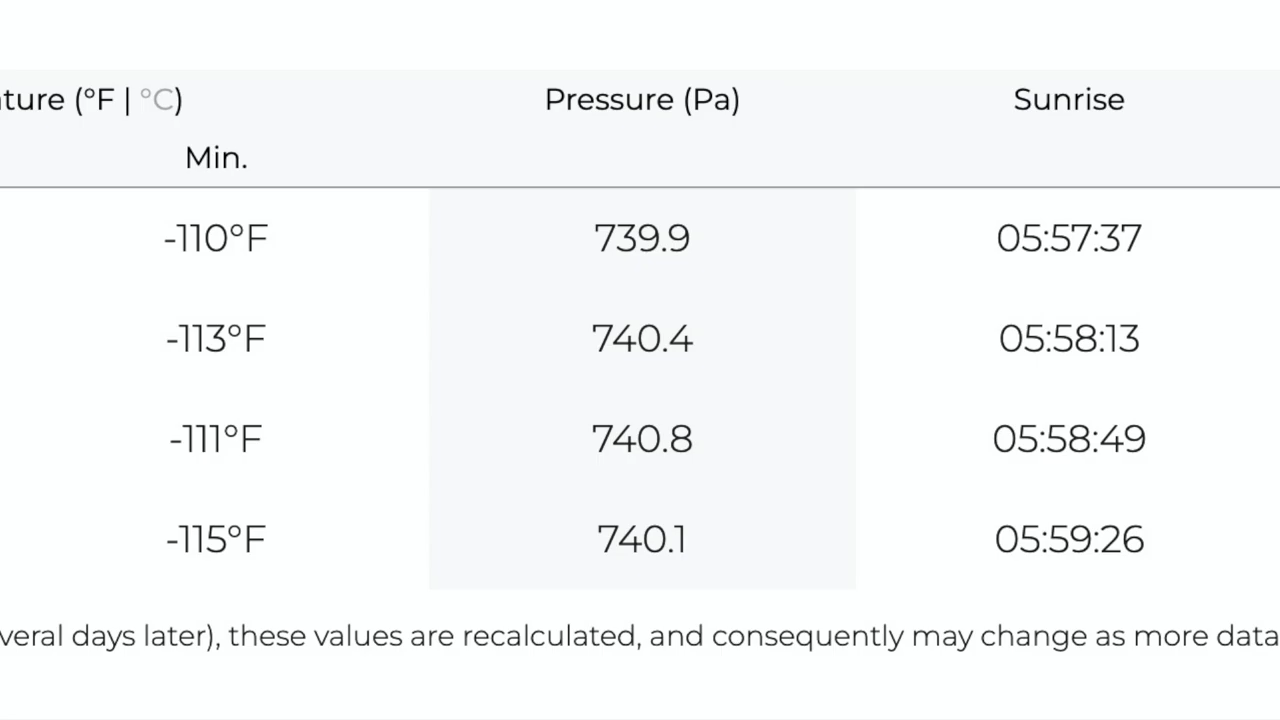 (°F | °C) Pressure (Pa) Sunrise
Min.
-110°F 739.9 05:57:37
-113°F 740.4 05:58:13
-111°F 740.8 05:58:49
-115°F 740.1 05:59:26
days later), these values are recalculated, and consequently may change as more data